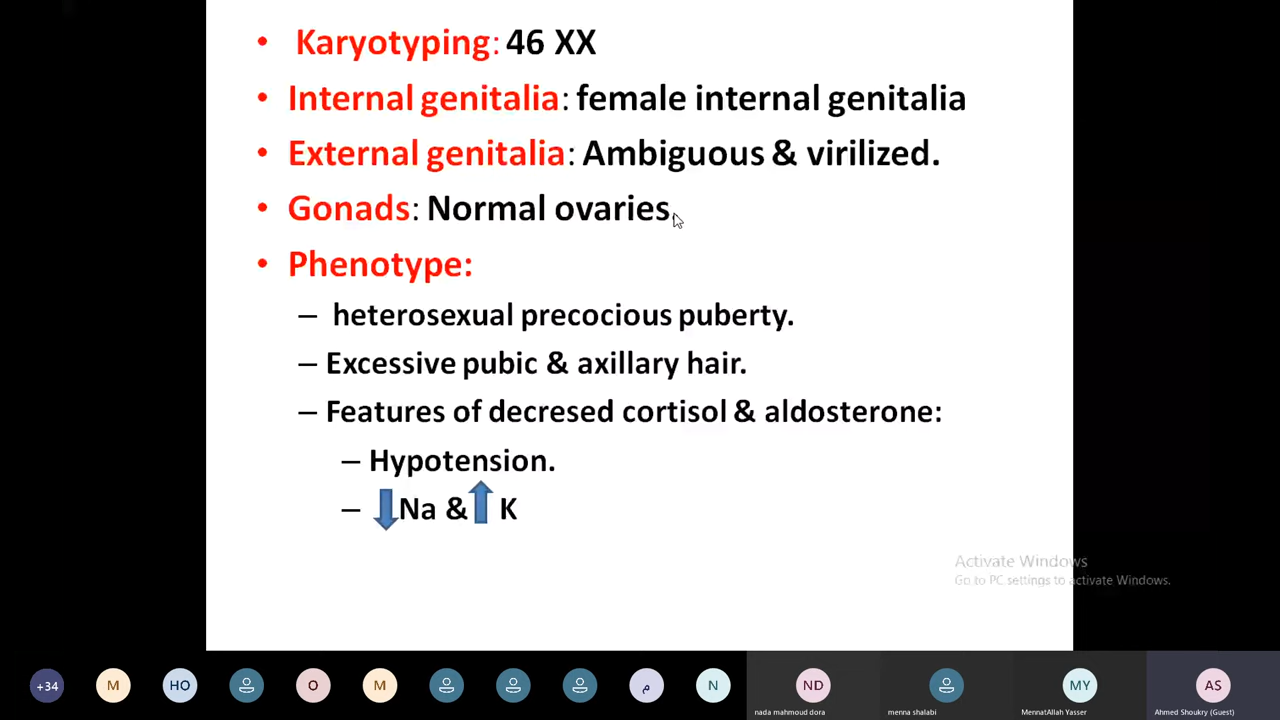 • Karyotyping: 46 XX
• Internal genitalia: female internal genitalia
• External genitalia: Ambiguous & virilized.
• Gonads: Normal ovaries.
• Phenotype:
– heterosexual precocious puberty.
– Excessive pubic & axillary hair.
– Features of decresed cortisol & aldosterone:
– Hypotension.
– ↓Na &↑ K
Activate Windows
Go to PC settings to activate Windows.
+34 M HO O M م N ND MY AS
nada mahmoud dora menna shalabi MennatAllah Yasser Ahmed Shoukry (Guest)